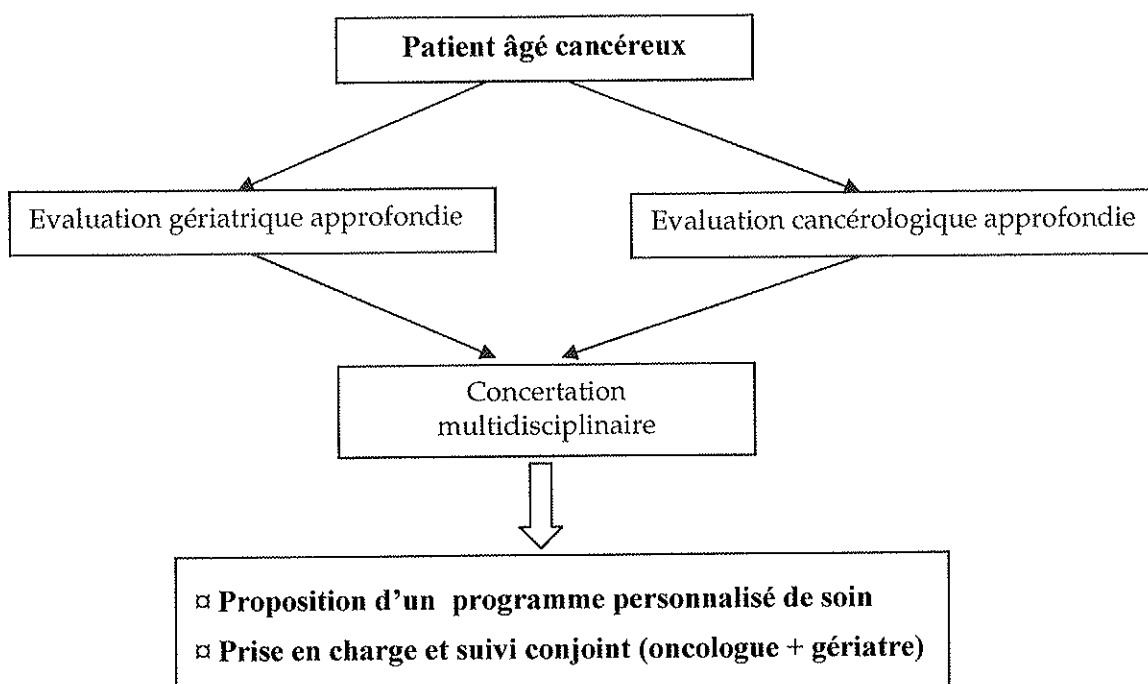 Patient âgé cancéreux
Evaluation gériatrique approfondie
Evaluation cancérologique approfondie
Concertation
multidisciplinaire
¤ Proposition d'un programme personnalisé de soin
¤ Prise en charge et suivi conjoint (oncologue + gériatre)